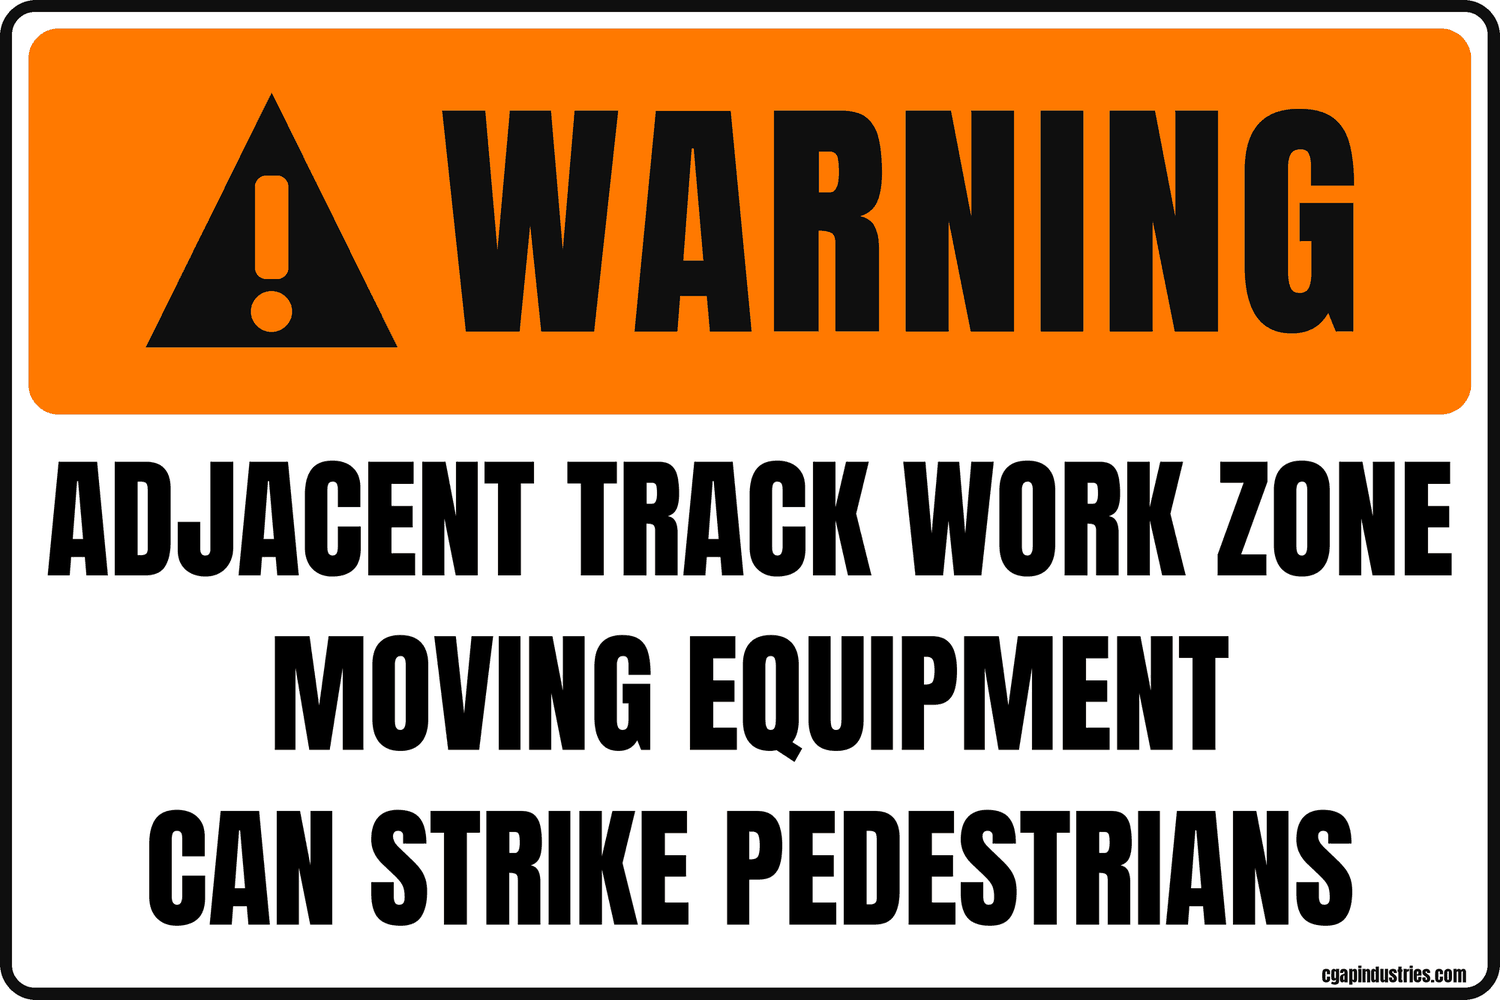 WARNING
ADJACENT TRACK WORK ZONE
MOVING EQUIPMENT
CAN STRIKE PEDESTRIANS
cgapindustries.com